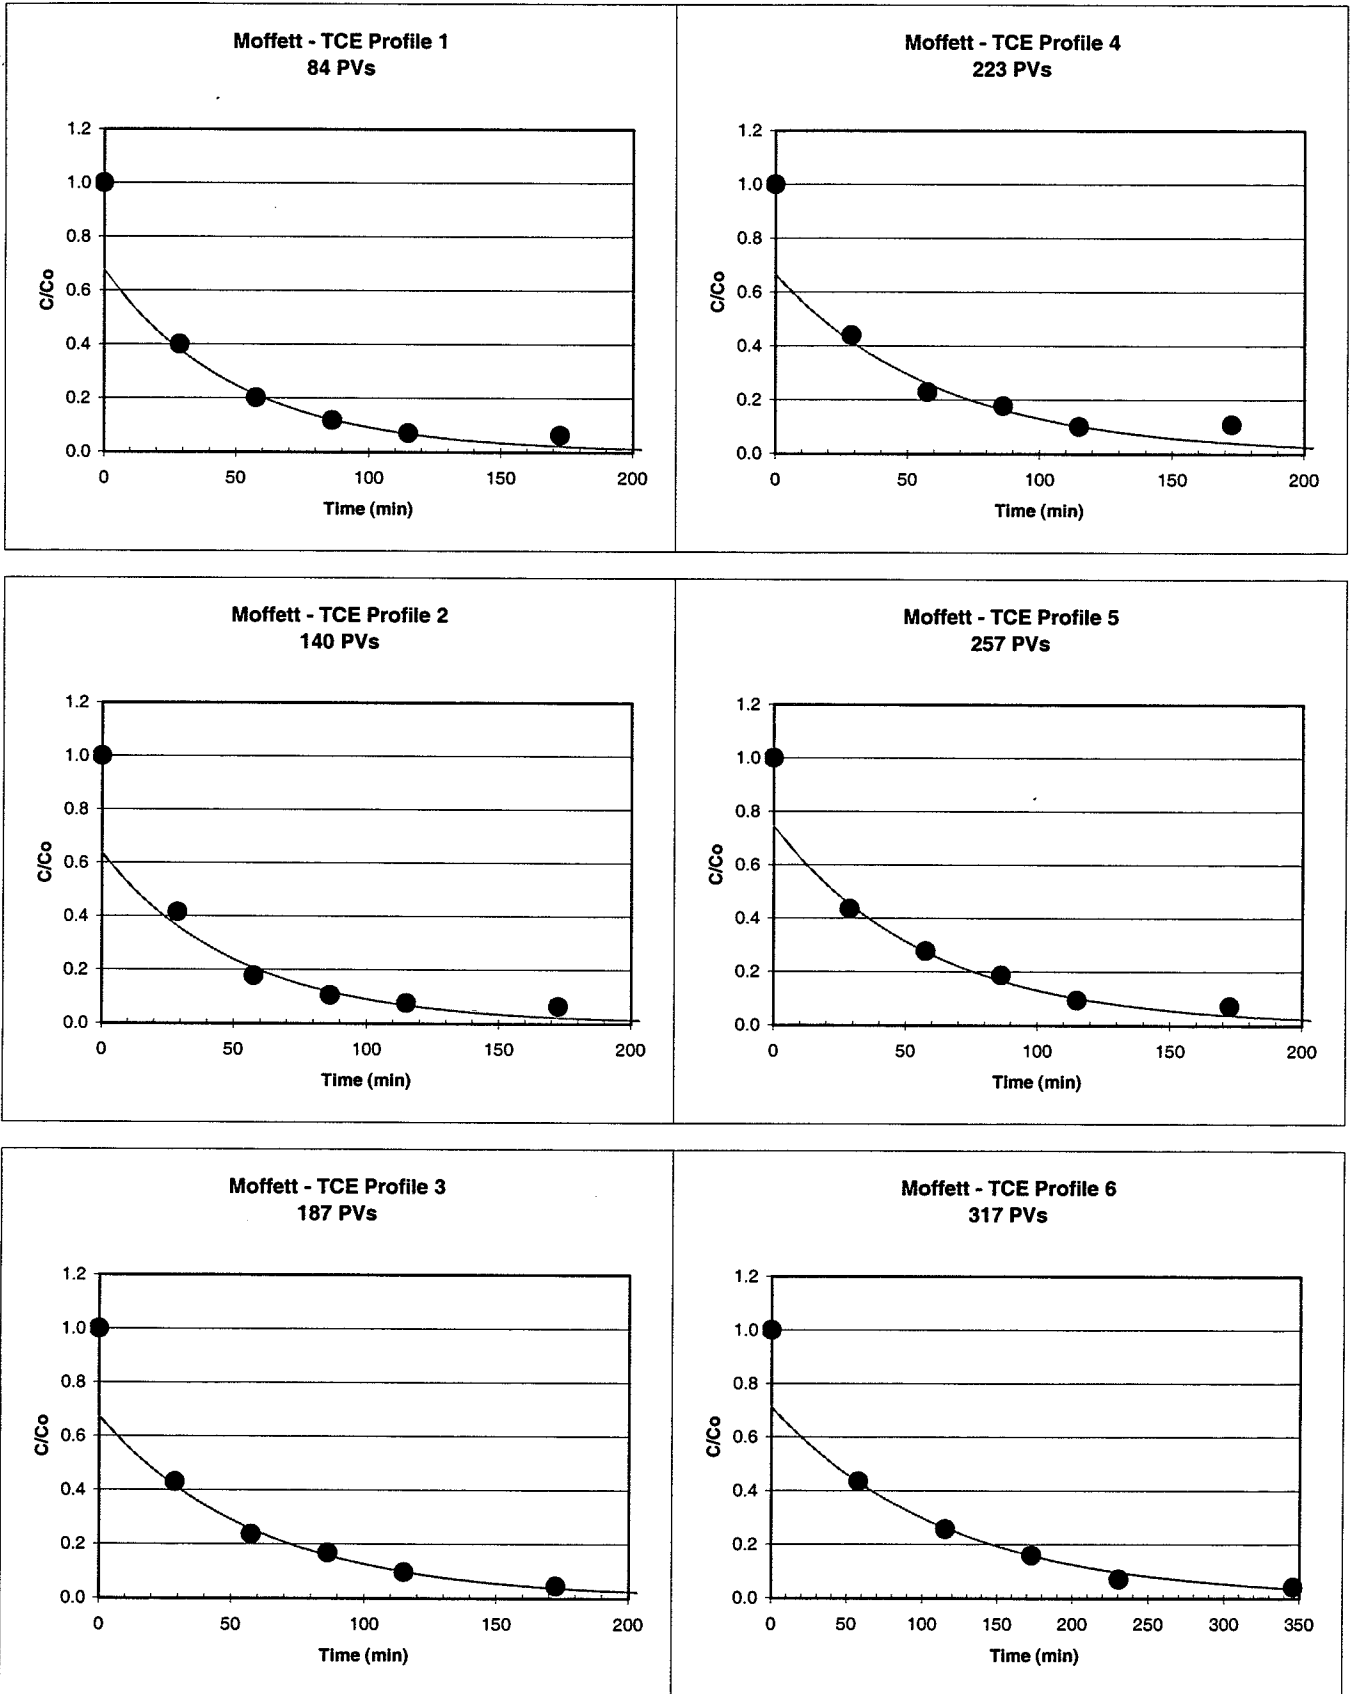 Moffett - TCE Profile 1
84 PVs
1.2
1.0
0.8
0.6
0.4
0.2
0.0
C/Co
0 50 100 150 200
Time (min)
Moffett - TCE Profile 4
223 PVs
1.2
1.0
0.8
0.6
0.4
0.2
0.0
C/Co
0 50 100 150 200
Time (min)
Moffett - TCE Profile 2
140 PVs
1.2
1.0
0.8
0.6
0.4
0.2
0.0
C/Co
0 50 100 150 200
Time (min)
Moffett - TCE Profile 5
257 PVs
1.2
1.0
0.8
0.6
0.4
0.2
0.0
C/Co
0 50 100 150 200
Time (min)
Moffett - TCE Profile 3
187 PVs
1.2
1.0
0.8
0.6
0.4
0.2
0.0
C/Co
0 50 100 150 200
Time (min)
Moffett - TCE Profile 6
317 PVs
1.2
1.0
0.8
0.6
0.4
0.2
0.0
C/Co
0 50 100 150 200 250 300 350
Time (min)